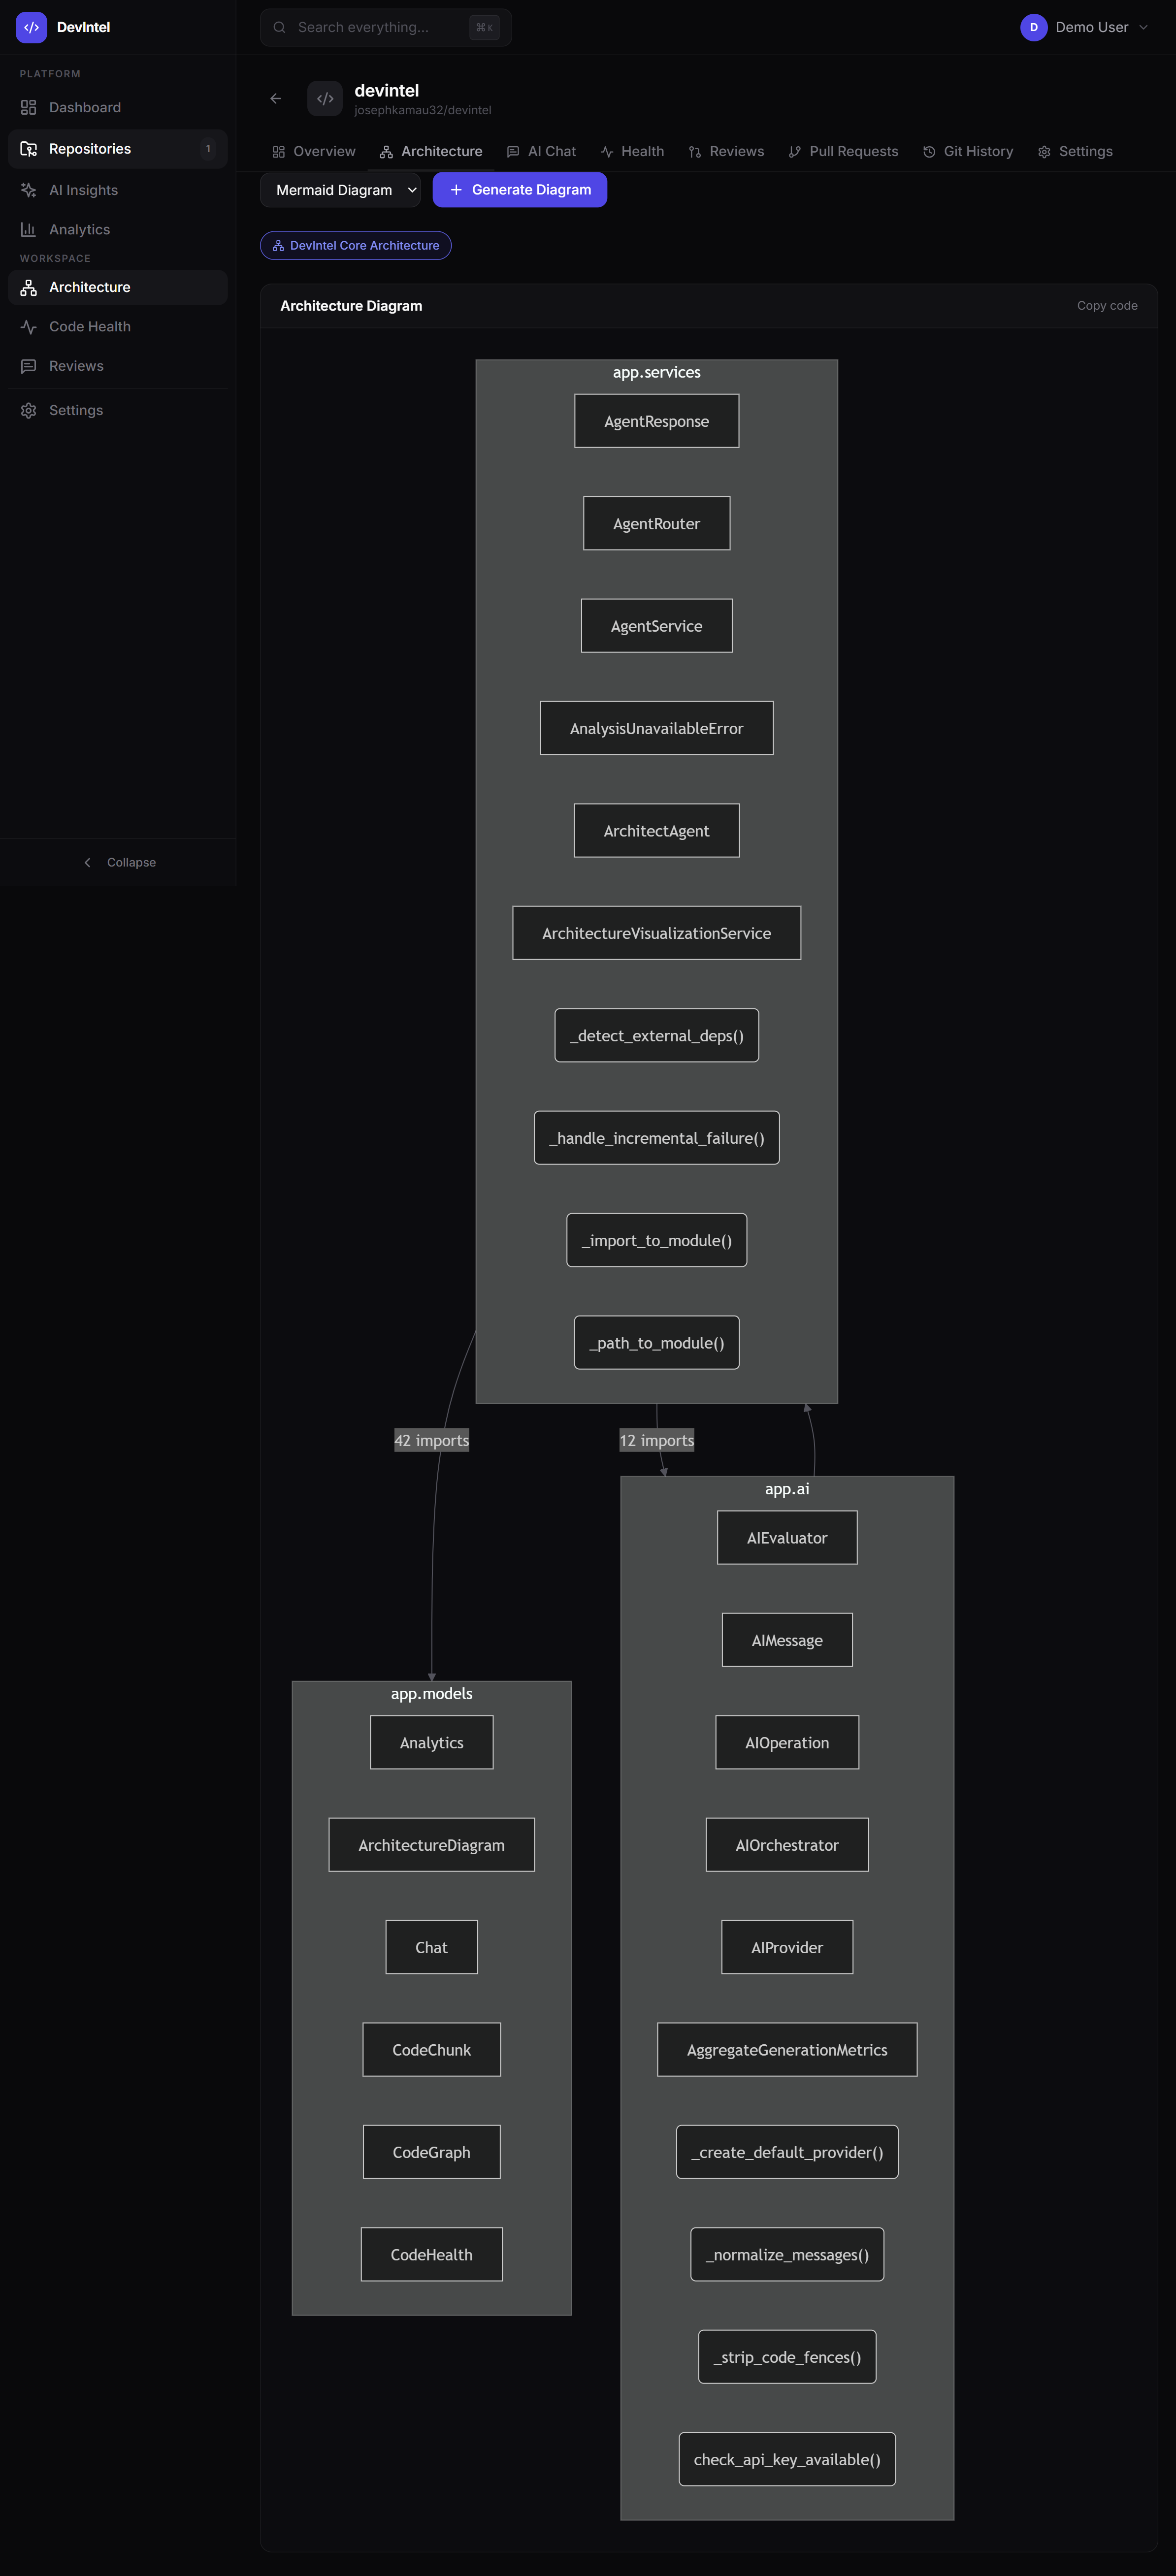 DevIntel
Search everything...
⌘K
D
Demo User
PLATFORM
Dashboard
Repositories
1
AI Insights
Analytics
WORKSPACE
Architecture
Code Health
Reviews
Settings
Collapse
devintel
josephkamau32/devintel
Overview
Architecture
AI Chat
Health
Reviews
Pull Requests
Git History
Settings
Mermaid Diagram
Generate Diagram
DevIntel Core Architecture
Architecture Diagram
Copy code
app.services
AgentResponse
AgentRouter
AgentService
AnalysisUnavailableError
ArchitectAgent
ArchitectureVisualizationService
_detect_external_deps()
_handle_incremental_failure()
_import_to_module()
_path_to_module()
42 imports
12 imports
app.models
Analytics
ArchitectureDiagram
Chat
CodeChunk
CodeGraph
CodeHealth
app.ai
AIEvaluator
AIMessage
AIOperation
AIOrchestrator
AIProvider
AggregateGenerationMetrics
_create_default_provider()
_normalize_messages()
_strip_code_fences()
check_api_key_available()